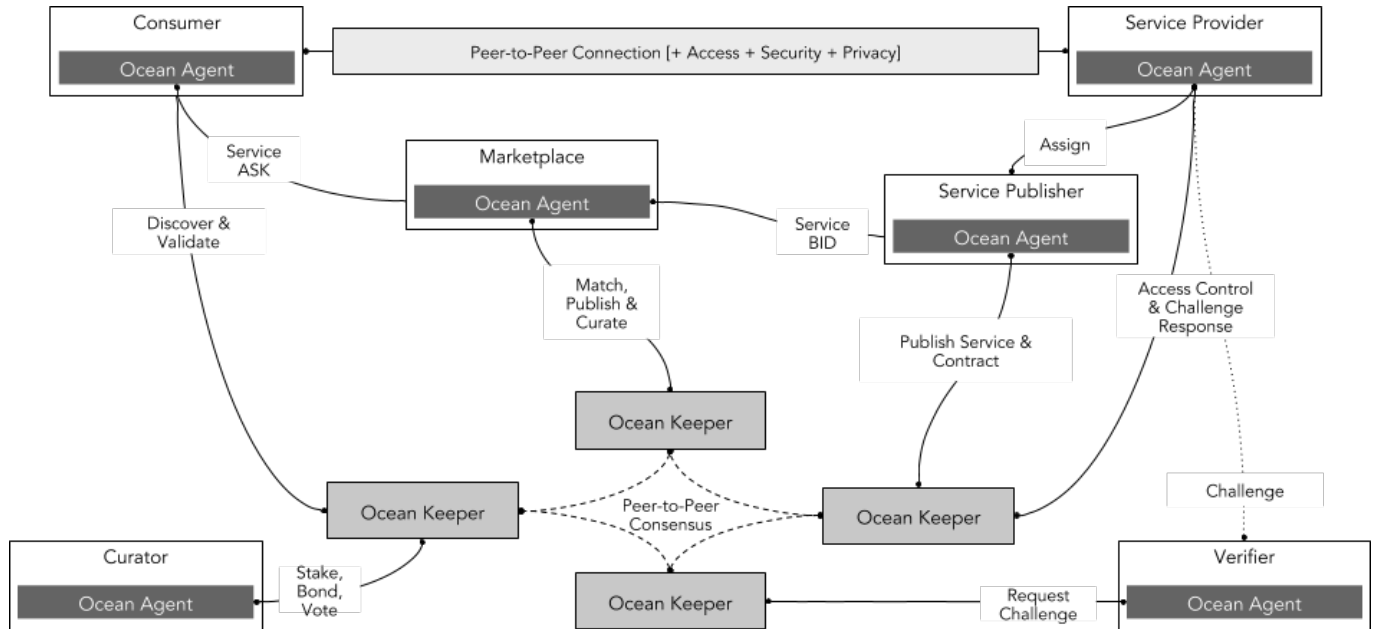 Consumer
Ocean Agent
Peer-to-Peer Connection [+ Access + Security + Privacy]
Service Provider
Ocean Agent
Service
ASK
Marketplace
Ocean Agent
Assign
Service Publisher
Ocean Agent
Service
BID
Discover &
Validate
Match,
Publish &
Curate
Access Control
& Challenge
Response
Publish Service &
Contract
Ocean Keeper
Ocean Keeper
Peer-to-Peer
Consensus
Ocean Keeper
Challenge
Curator
Ocean Agent
Stake,
Bond,
Vote
Ocean Keeper
Request
Challenge
Verifier
Ocean Agent